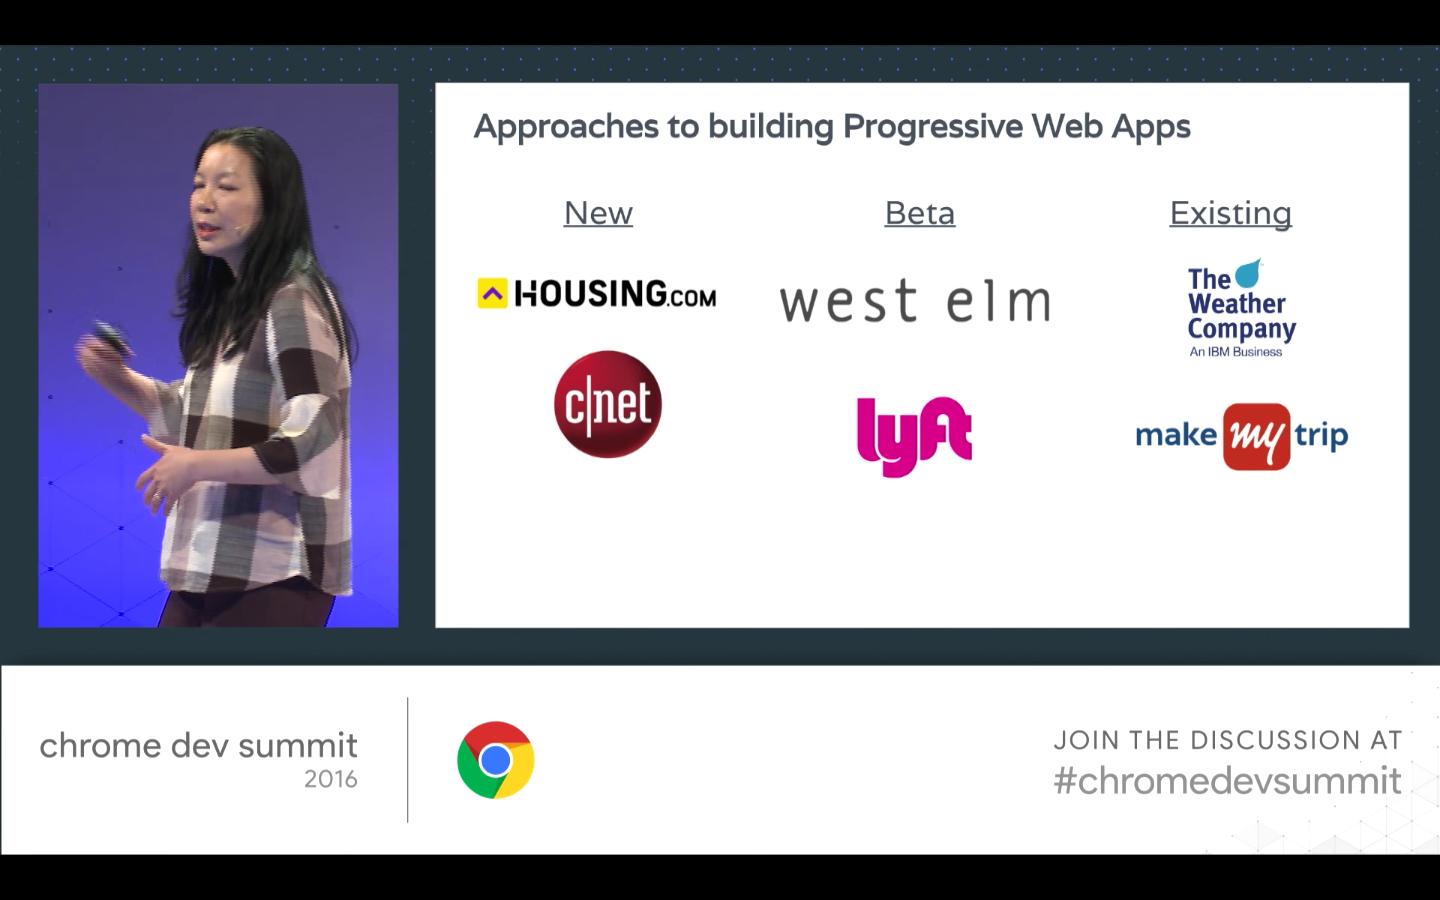 Approaches to building Progressive Web Apps
New
Beta
Existing
HOUSING.COM
west elm
The
Weather
Company
An IBM Business
c|net
lyft
make my trip
chrome dev summit
2016
JOIN THE DISCUSSION AT
#chromedevsummit